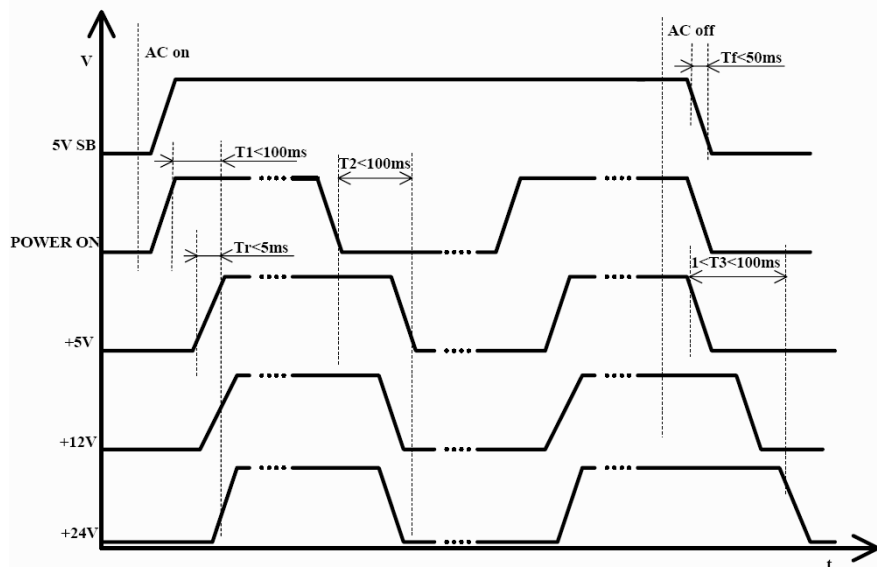 AC on
AC off
V
Tf<50ms
5V SB
T1<100ms
T2<100ms
POWER ON
Tr<5ms
1<T3<100ms
+5V
+12V
+24V
t